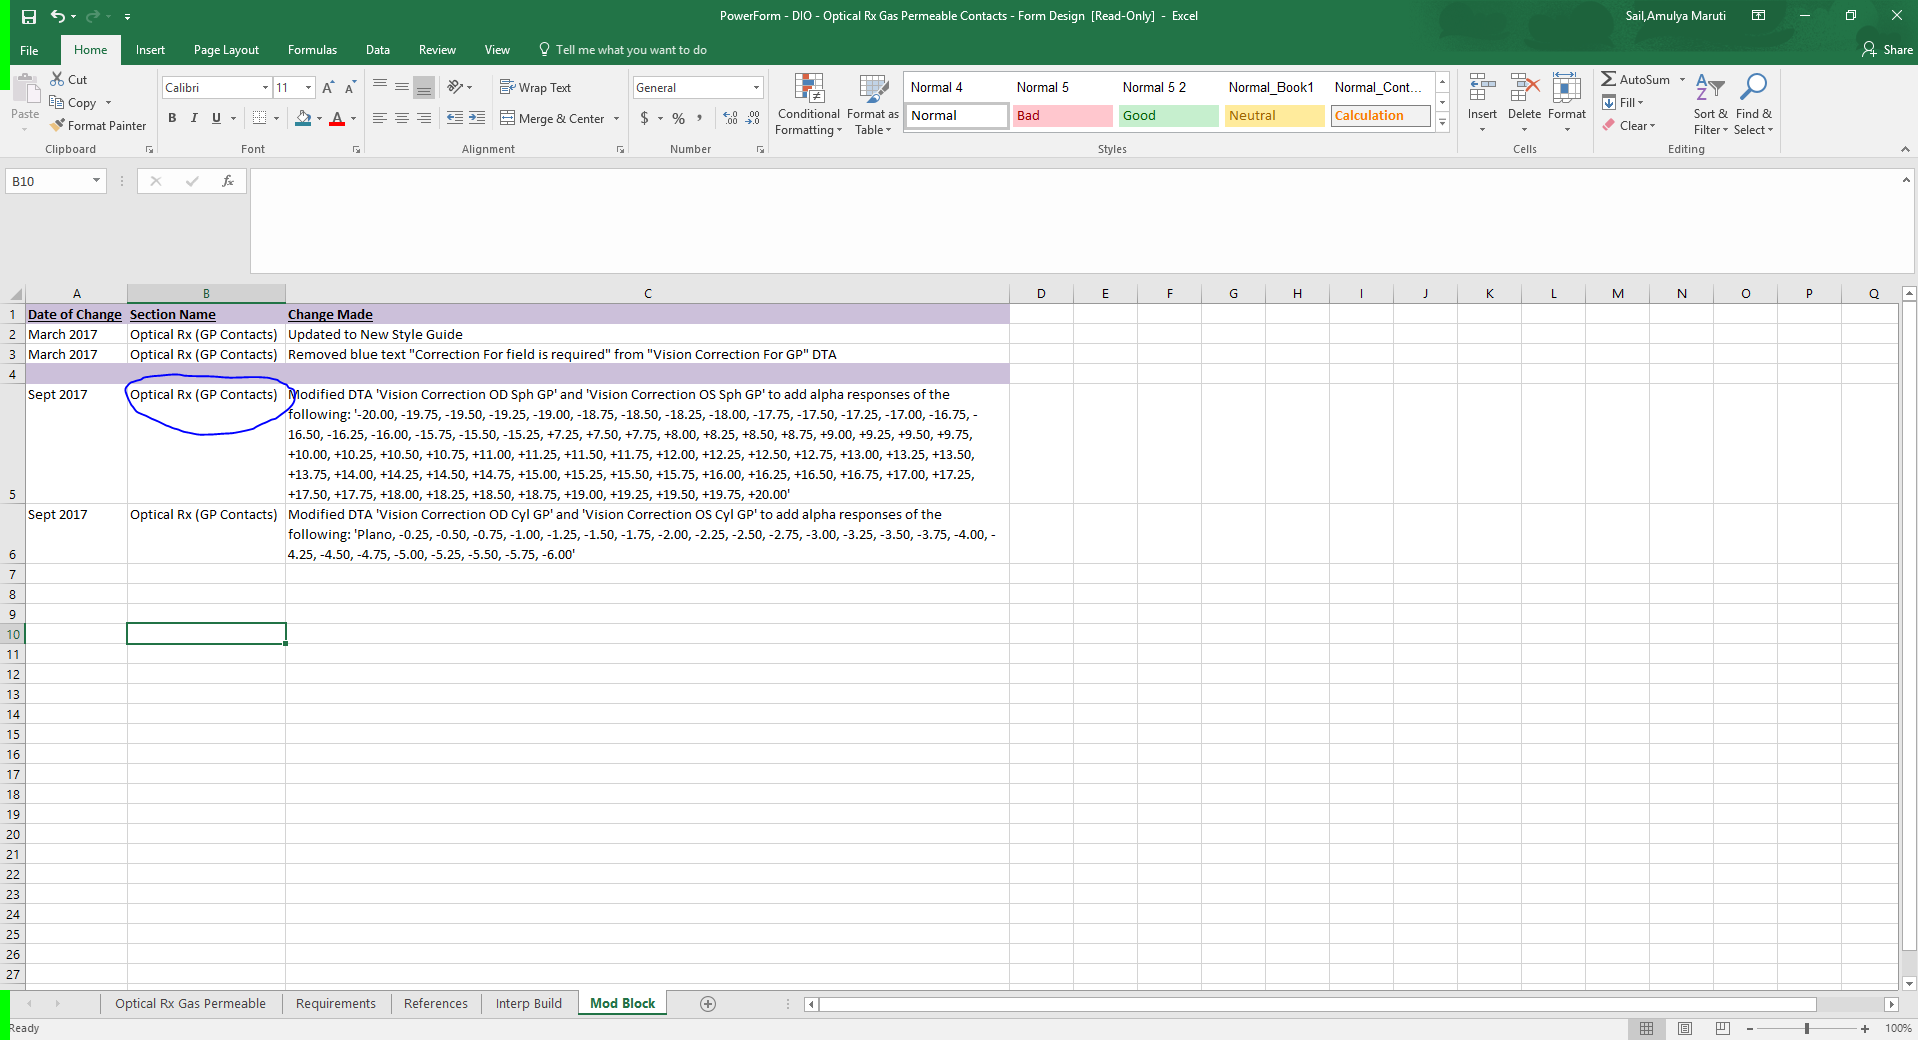 PowerForm - DIO - Optical Rx Gas Permeable Contacts - Form Design [Read-Only] - Excel
Sail,Amulya Maruti
File Home Insert Page Layout Formulas Data Review View Tell me what you want to do Share
Paste
Cut
Copy
Format Painter
Clipboard
Calibri 11
B I U A
Font
Wrap Text
Merge & Center
Alignment
General
$ % ,
Number
Conditional Formatting
Format as Table
Normal 4 Normal 5 Normal 5 2 Normal_Book1 Normal_Cont...
Normal Bad Good Neutral Calculation
Styles
Insert Delete Format
Cells
AutoSum
Fill
Clear
Sort & Filter
Find & Select
Editing
B10
fx
A B C D E F G H I J K L M N O P Q
1 Date of Change Section Name Change Made
2 March 2017 Optical Rx (GP Contacts) Updated to New Style Guide
3 March 2017 Optical Rx (GP Contacts) Removed blue text "Correction For field is required" from "Vision Correction For GP" DTA
4
Sept 2017 Optical Rx (GP Contacts) Modified DTA 'Vision Correction OD Sph GP' and 'Vision Correction OS Sph GP' to add alpha responses of the
following: '-20.00, -19.75, -19.50, -19.25, -19.00, -18.75, -18.50, -18.25, -18.00, -17.75, -17.50, -17.25, -17.00, -16.75, -
16.50, -16.25, -16.00, -15.75, -15.50, -15.25, +7.25, +7.50, +7.75, +8.00, +8.25, +8.50, +8.75, +9.00, +9.25, +9.50, +9.75,
+10.00, +10.25, +10.50, +10.75, +11.00, +11.25, +11.50, +11.75, +12.00, +12.25, +12.50, +12.75, +13.00, +13.25, +13.50,
+13.75, +14.00, +14.25, +14.50, +14.75, +15.00, +15.25, +15.50, +15.75, +16.00, +16.25, +16.50, +16.75, +17.00, +17.25,
5 +17.50, +17.75, +18.00, +18.25, +18.50, +18.75, +19.00, +19.25, +19.50, +19.75, +20.00'
Sept 2017 Optical Rx (GP Contacts) Modified DTA 'Vision Correction OD Cyl GP' and 'Vision Correction OS Cyl GP' to add alpha responses of the
following: 'Plano, -0.25, -0.50, -0.75, -1.00, -1.25, -1.50, -1.75, -2.00, -2.25, -2.50, -2.75, -3.00, -3.25, -3.50, -3.75, -4.00, -
6 4.25, -4.50, -4.75, -5.00, -5.25, -5.50, -5.75, -6.00'
7
8
9
10
11
12
13
14
15
16
17
18
19
20
21
22
23
24
25
26
27
Optical Rx Gas Permeable Requirements References Interp Build Mod Block
Ready
100%